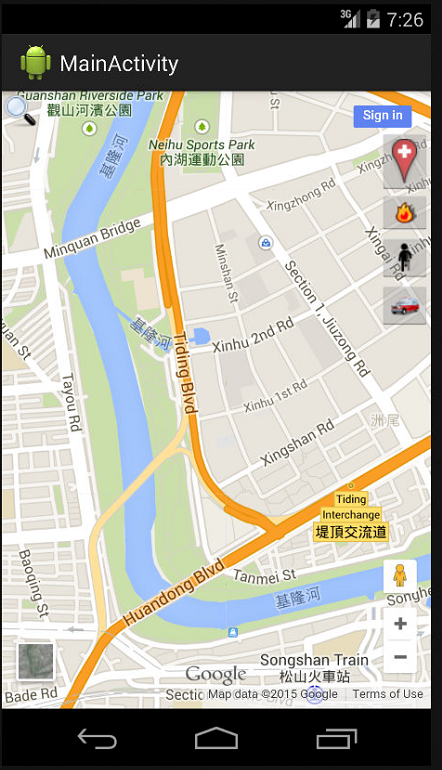 3G 7:26
MainActivity
Guanshan Riverside Park
觀山河濱公園
Sign in
基隆河
Neihu Sports Park
內湖運動公園
Xingzhong Rd
Xingzhong Rd
Minquan Bridge
Minshan St
Xingai Rd
Section 1, Jiuzong Rd
基隆河
Xinhu 2nd Rd
Tiding Blvd
Tayou Rd
Xinhu 1st Rd
洲尾
Xingshan Rd
Tiding
Interchange
堤頂交流道
Baoqing St
Huandong Blvd
Tanmei St
基隆河
Songhe
+
−
Google
Songshan Train
松山火車站
Bade Rd
Map data ©2015 Google
Terms of Use